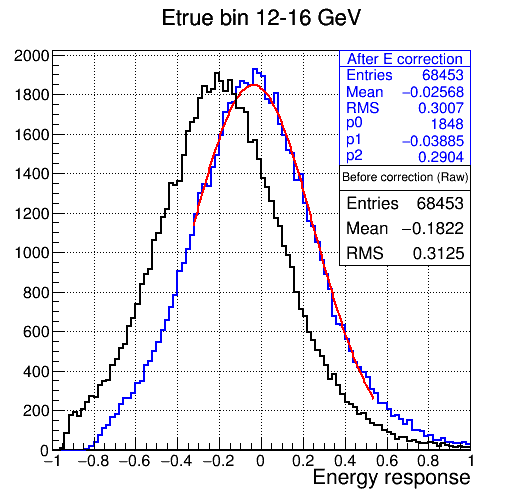 Etrue bin 12-16 GeV
After E correction
Entries 68453
Mean −0.02568
RMS 0.3007
p0 1848
p1 −0.03885
p2 0.2904
Before correction (Raw)
Entries 68453
Mean −0.1822
RMS 0.3125
2000
1800
1600
1400
1200
1000
800
600
400
200
0
−1 −0.8 −0.6 −0.4 −0.2 0 0.2 0.4 0.6 0.8 1
Energy response